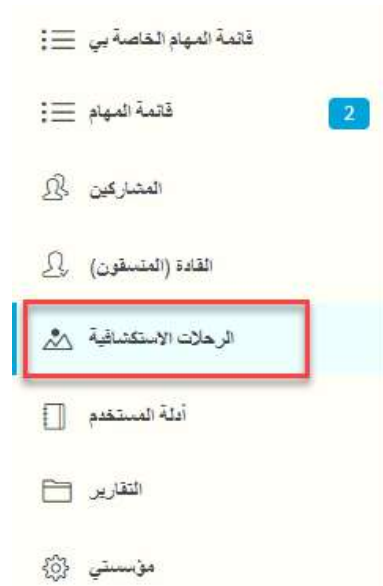 قائمة المهام الخاصة بي
قائمة المهام 2
المشاركين
القادة (المنسقون)
الرحلات الاستكشافية
أدلة المستخدم
التقارير
مؤسستي